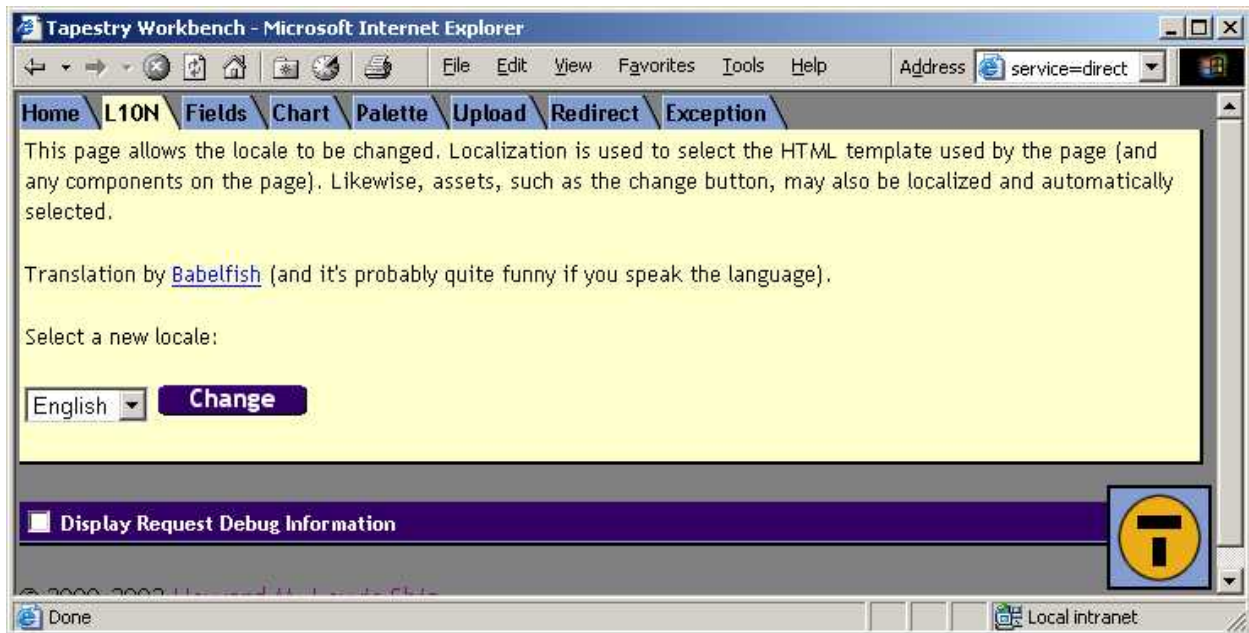 Tapestry Workbench - Microsoft Internet Explorer
File Edit View Favorites Tools Help Address service=direct
Home L10N Fields Chart Palette Upload Redirect Exception
This page allows the locale to be changed. Localization is used to select the HTML template used by the page (and
any components on the page). Likewise, assets, such as the change button, may also be localized and automatically
selected.
Translation by Babelfish (and it's probably quite funny if you speak the language).
Select a new locale:
English Change
Display Request Debug Information
T
Done Local intranet